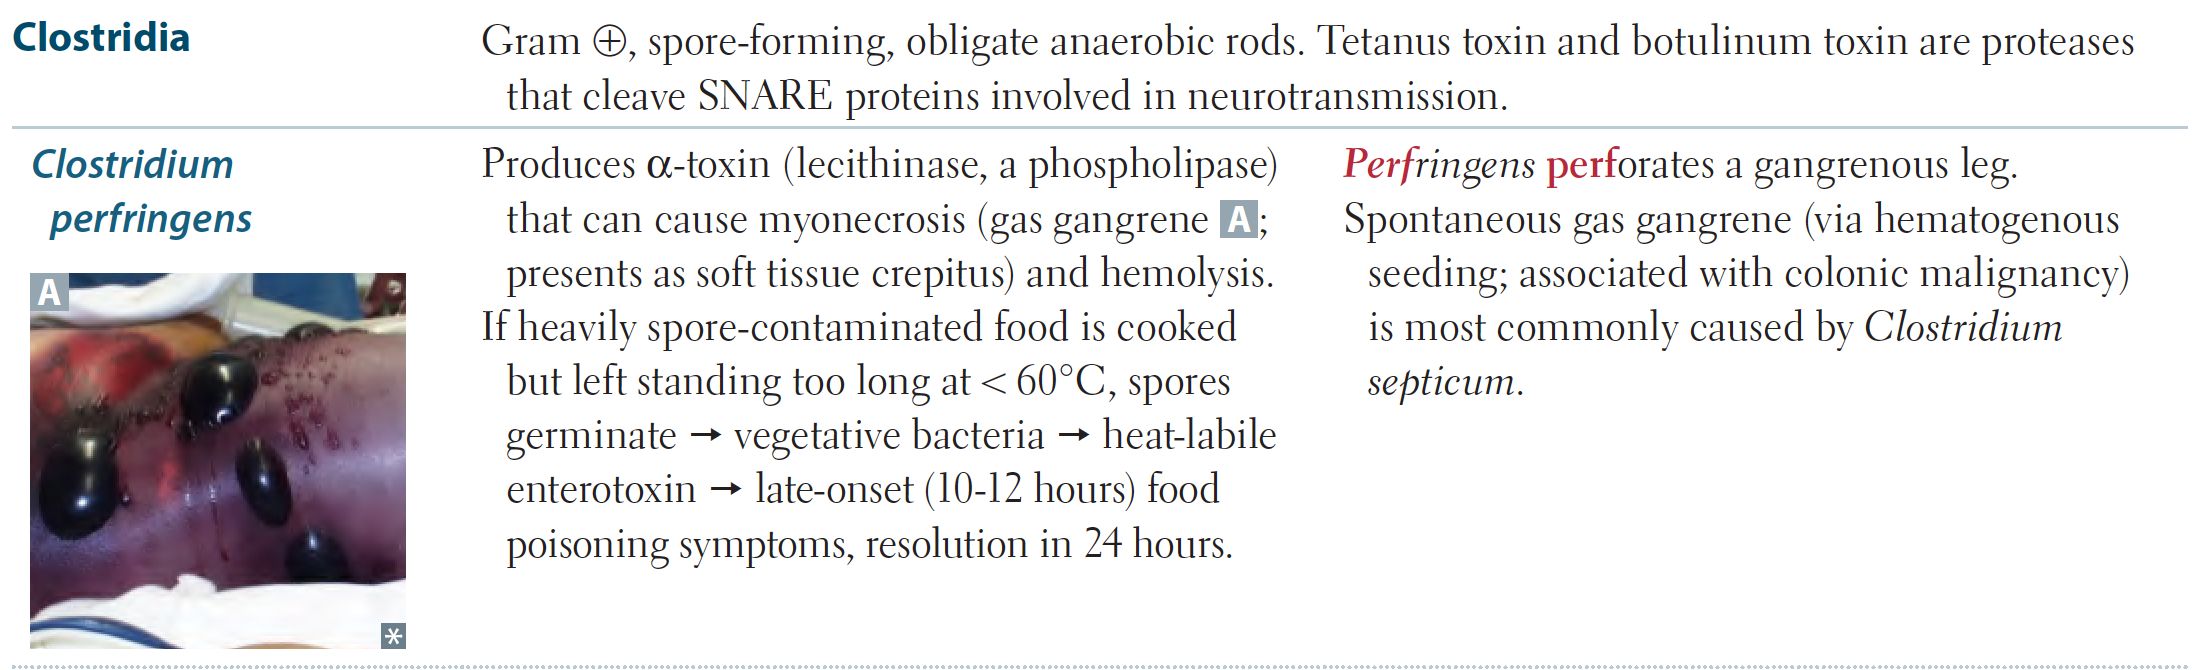 Clostridia
Gram ⊕, spore-forming, obligate anaerobic rods. Tetanus toxin and botulinum toxin are proteases
that cleave SNARE proteins involved in neurotransmission.
Clostridium
perfringens
A
*
Produces α-toxin (lecithinase, a phospholipase)
that can cause myonecrosis (gas gangrene A;
presents as soft tissue crepitus) and hemolysis.
If heavily spore-contaminated food is cooked
but left standing too long at < 60°C, spores
germinate → vegetative bacteria → heat-labile
enterotoxin → late-onset (10-12 hours) food
poisoning symptoms, resolution in 24 hours.
Perfringens perforates a gangrenous leg.
Spontaneous gas gangrene (via hematogenous
seeding; associated with colonic malignancy)
is most commonly caused by Clostridium
septicum.